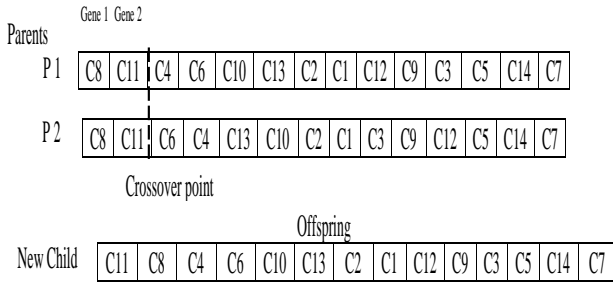 Gene 1 Gene 2
Parents
P 1 C8 C11 C4 C6 C10 C13 C2 C1 C12 C9 C3 C5 C14 C7
P 2 C8 C11 C6 C4 C13 C10 C2 C1 C3 C9 C12 C5 C14 C7
Crossover point
Offspring
New Child C11 C8 C4 C6 C10 C13 C2 C1 C12 C9 C3 C5 C14 C7